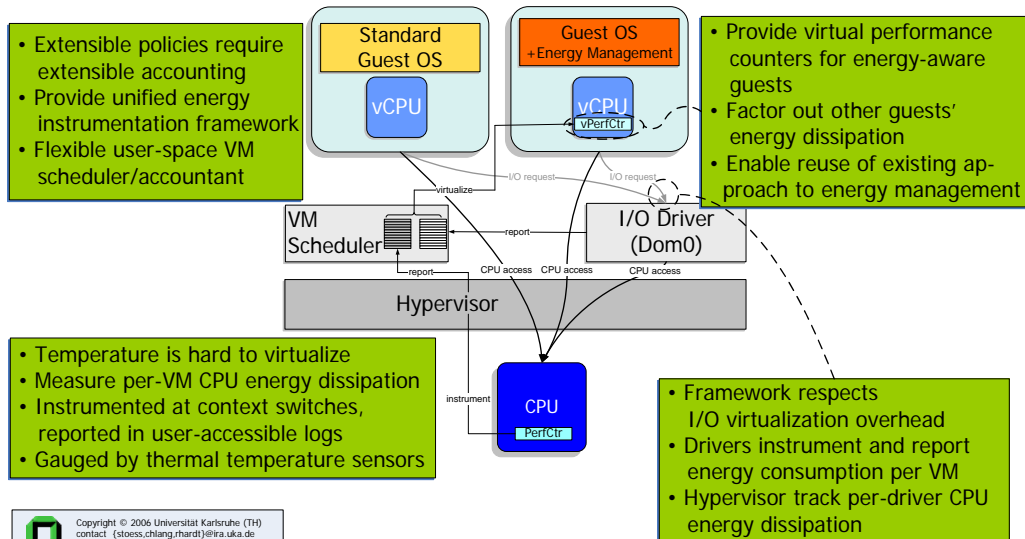 • Extensible policies require
extensible accounting
• Provide unified energy
instrumentation framework
• Flexible user-space VM
scheduler/accountant
Standard
Guest OS
vCPU
Guest OS
+Energy Management
vCPU
vPerfCtr
• Provide virtual performance
counters for energy-aware
guests
• Factor out other guests’
energy dissipation
• Enable reuse of existing ap-
proach to energy management
I/O request
I/O request
virtualize
VM
Scheduler
report
I/O Driver
(Dom0)
report
CPU access
CPU access
CPU access
Hypervisor
• Temperature is hard to virtualize
• Measure per-VM CPU energy dissipation
• Instrumented at context switches,
reported in user-accessible logs
• Gauged by thermal temperature sensors
instrument
CPU
PerfCtr
• Framework respects
I/O virtualization overhead
• Drivers instrument and report
energy consumption per VM
• Hypervisor track per-driver CPU
energy dissipation
Copyright © 2006 Universität Karlsruhe (TH)
contact {stoess,chlang,rhardt}@ira.uka.de